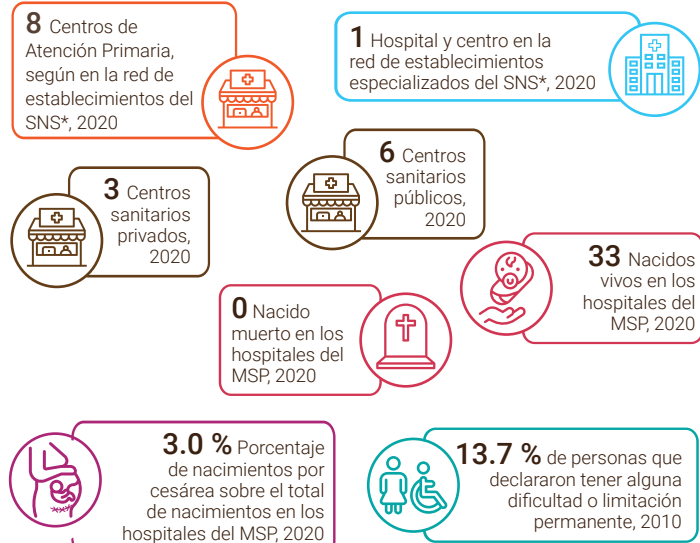 8 Centros de
Atención Primaria,
según en la red de
establecimientos del
SNS*, 2020
1 Hospital y centro en la
red de establecimientos
especializados del SNS*, 2020
3 Centros
sanitarios
privados,
2020
6 Centros
sanitarios
públicos,
2020
33 Nacidos
vivos en los
hospitales del
MSP, 2020
0 Nacido
muerto en los
hospitales del
MSP, 2020
3.0 % Porcentaje
de nacimientos por
cesárea sobre el total
de nacimientos en los
hospitales del MSP, 2020
13.7 % de personas que
declararon tener alguna
dificultad o limitación
permanente, 2010